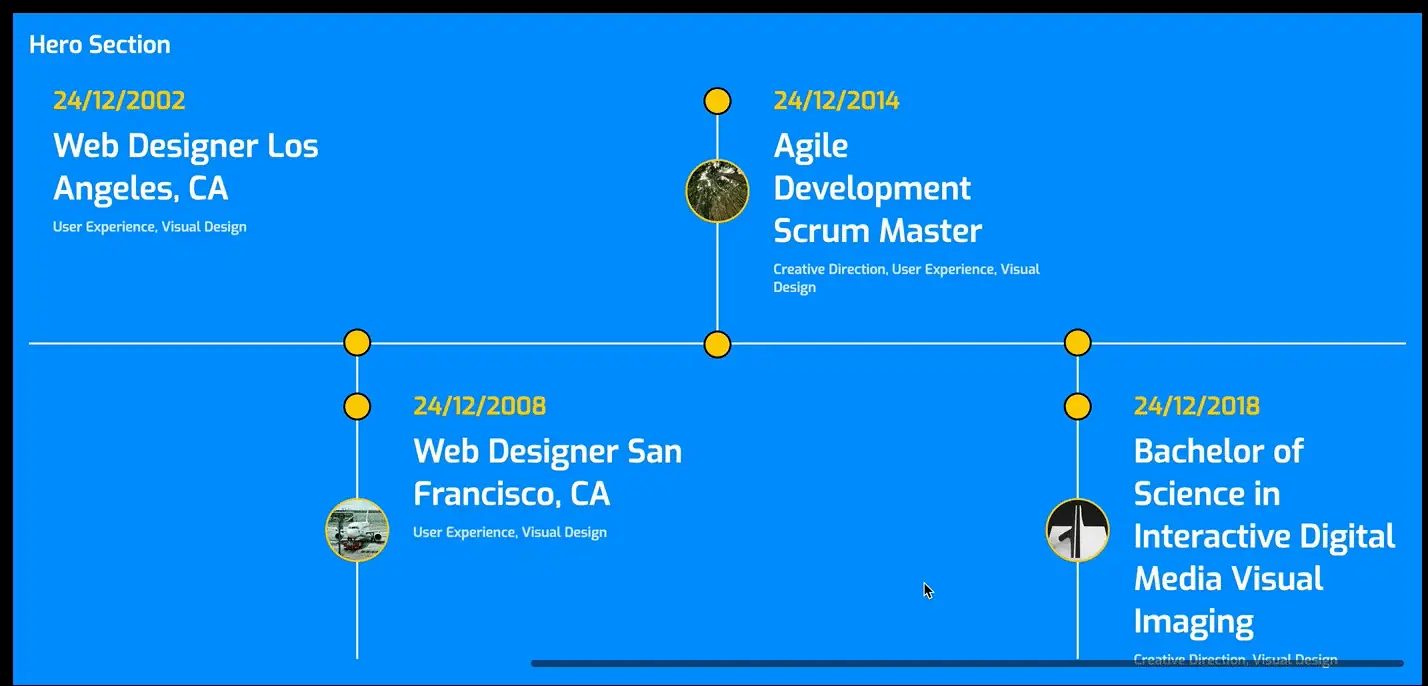 Hero Section
24/12/2002
Web Designer Los
Angeles, CA
User Experience, Visual Design
24/12/2014
Agile
Development
Scrum Master
Creative Direction, User Experience, Visual
Design
24/12/2008
Web Designer San
Francisco, CA
User Experience, Visual Design
24/12/2018
Bachelor of
Science in
Interactive Digital
Media Visual
Imaging
Creative Direction, Visual Design